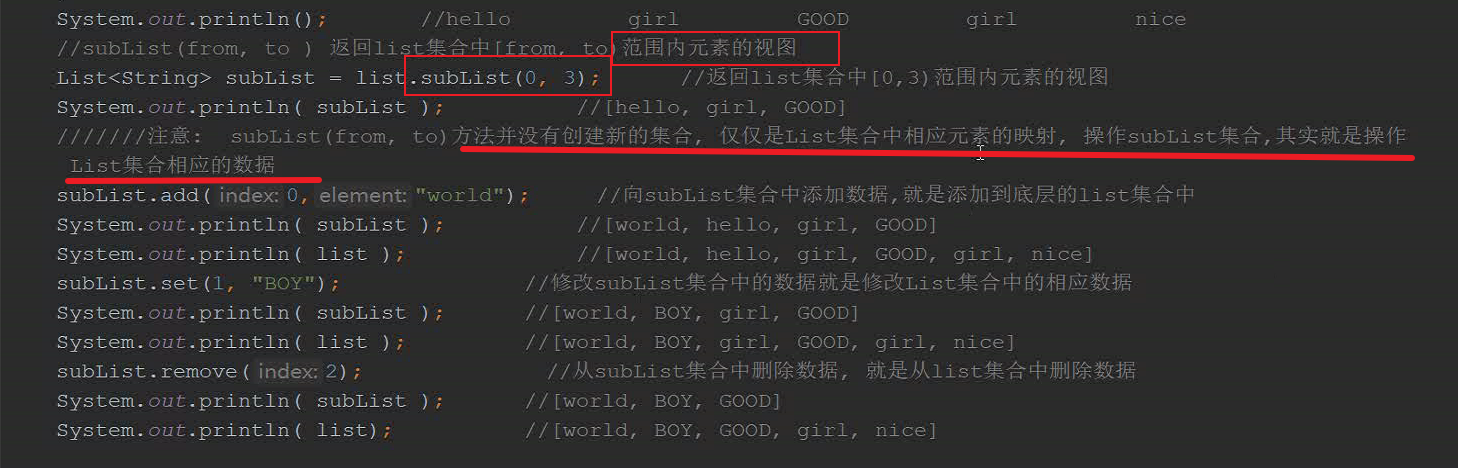 System.out.println(); //hello girl GOOD girl nice
//subList(from, to ) 返回list集合中[from, to)范围内元素的视图
List<String> subList = list.subList(0, 3); //返回list集合中[0,3)范围内元素的视图
System.out.println( subList ); //[hello, girl, GOOD]
///////注意: subList(from, to)方法并没有创建新的集合, 仅仅是List集合中相应元素的映射, 操作subList集合,其实就是操作
List集合相应的数据
subList.add( index: 0, element: "world"); //向subList集合中添加数据,就是添加到底层的list集合中
System.out.println( subList ); //[world, hello, girl, GOOD]
System.out.println( list ); //[world, hello, girl, GOOD, girl, nice]
subList.set(1, "BOY"); //修改subList集合中的数据就是修改List集合中的相应数据
System.out.println( subList ); //[world, BOY, girl, GOOD]
System.out.println( list ); //[world, BOY, girl, GOOD, girl, nice]
subList.remove( index: 2); //从subList集合中删除数据, 就是从list集合中删除数据
System.out.println( subList ); //[world, BOY, GOOD]
System.out.println( list); //[world, BOY, GOOD, girl, nice]